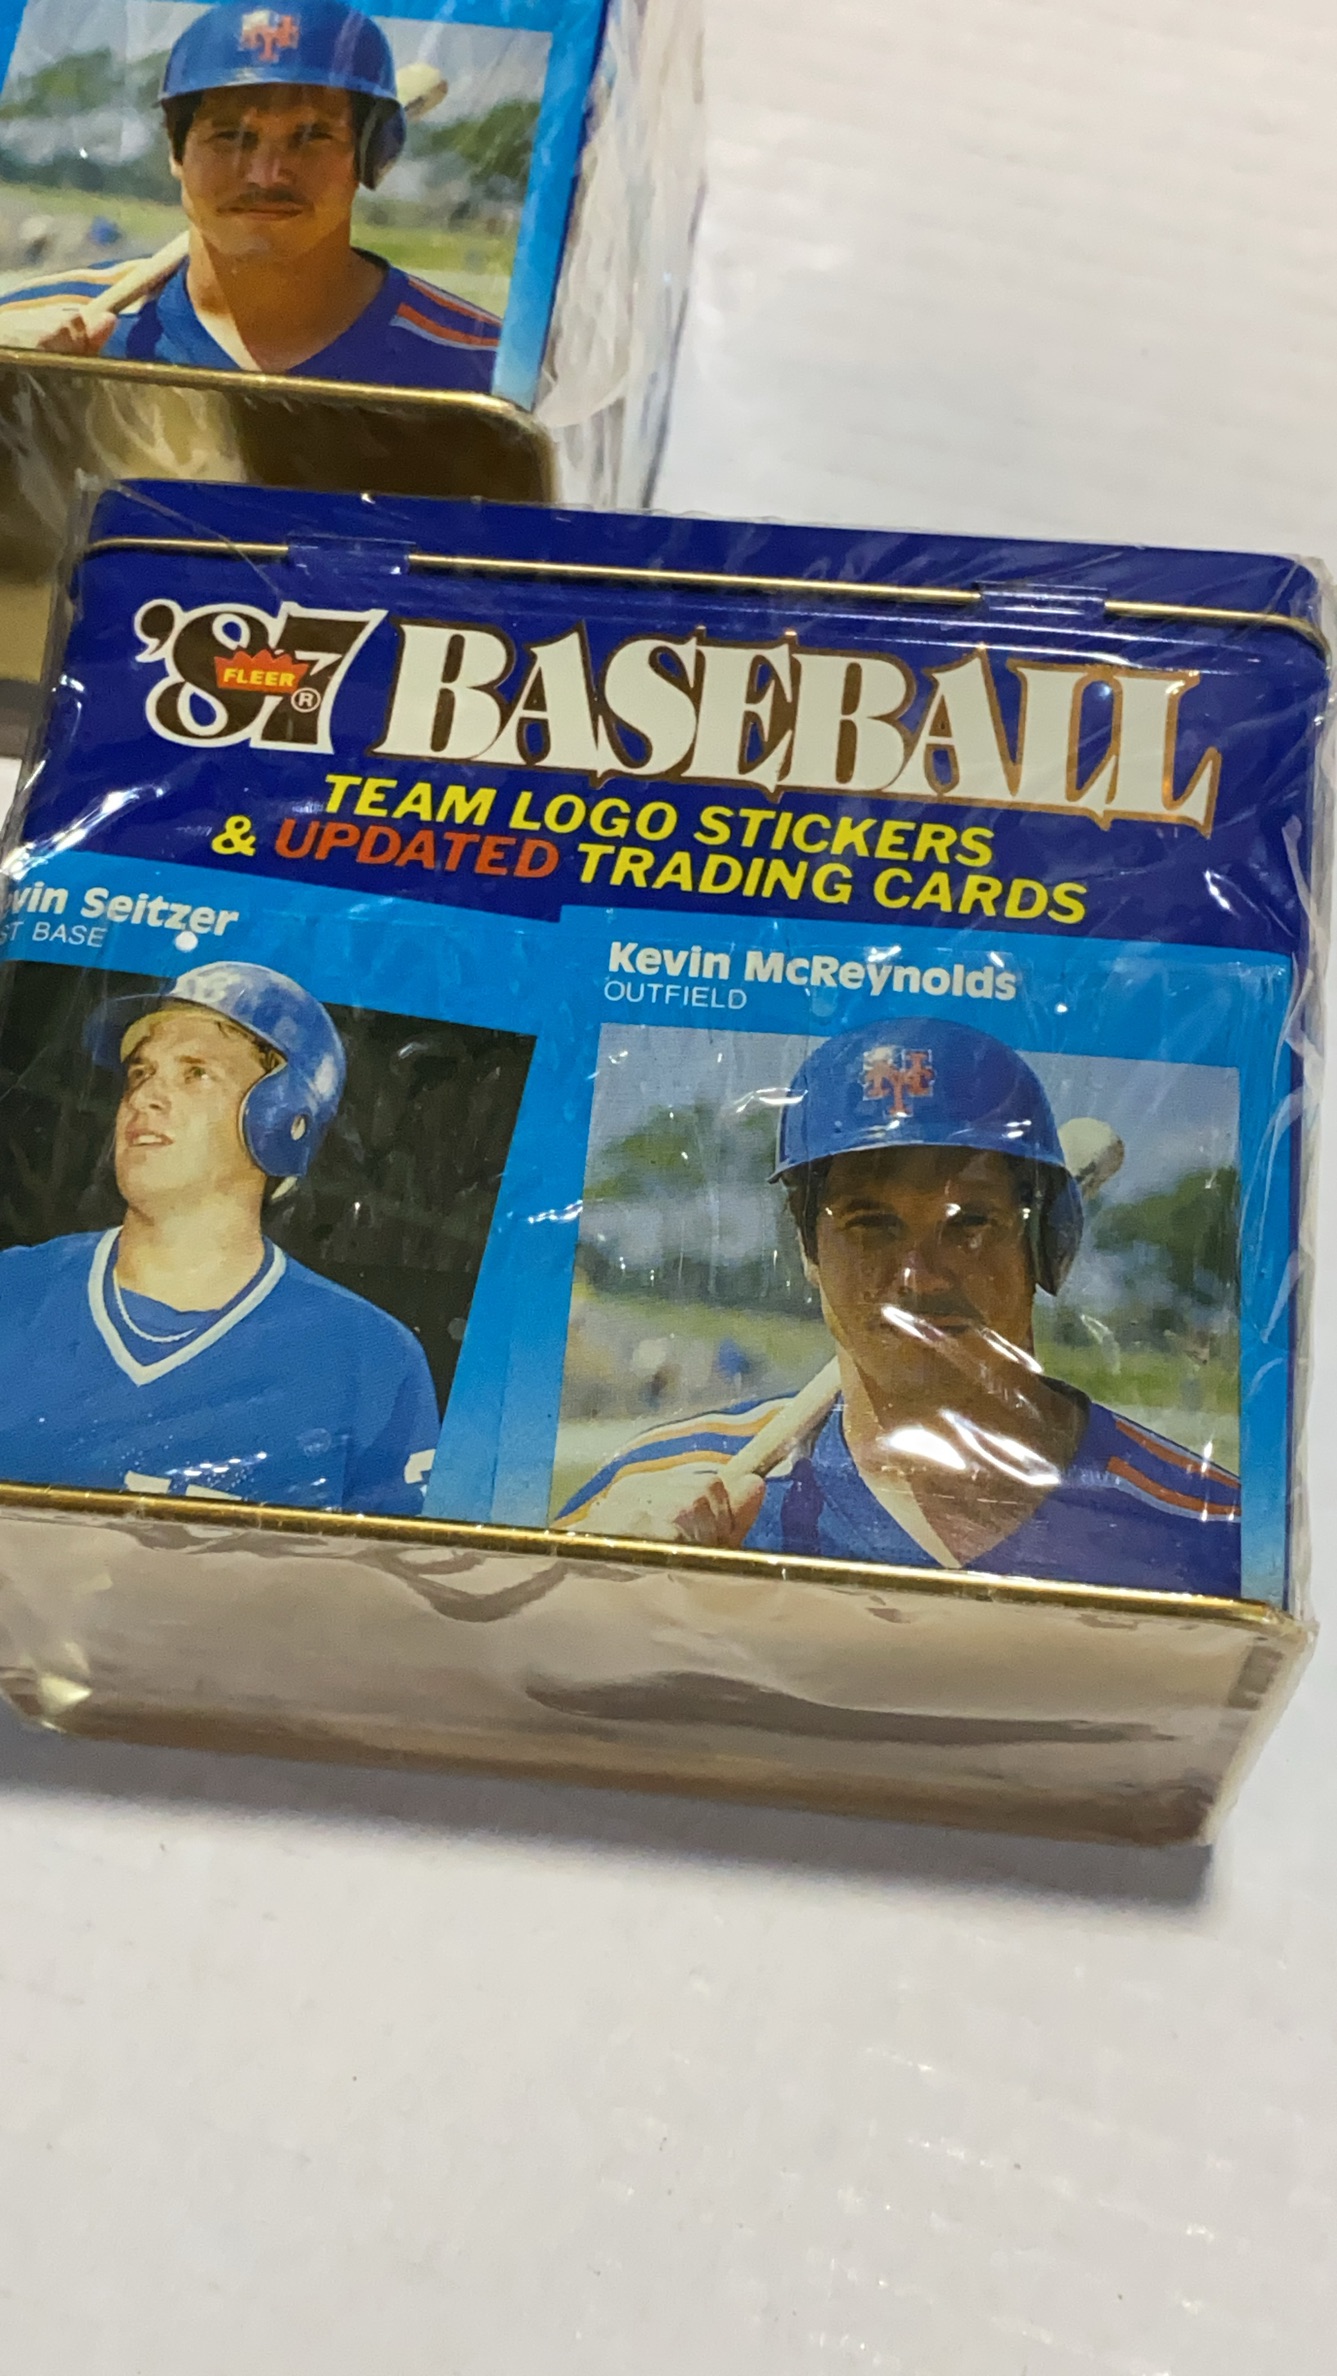 '87 BASEBALL
FLEER ®
TEAM LOGO STICKERS
& UPDATED TRADING CARDS
vin Seitzer
ST BASE
Kevin McReynolds
OUTFIELD